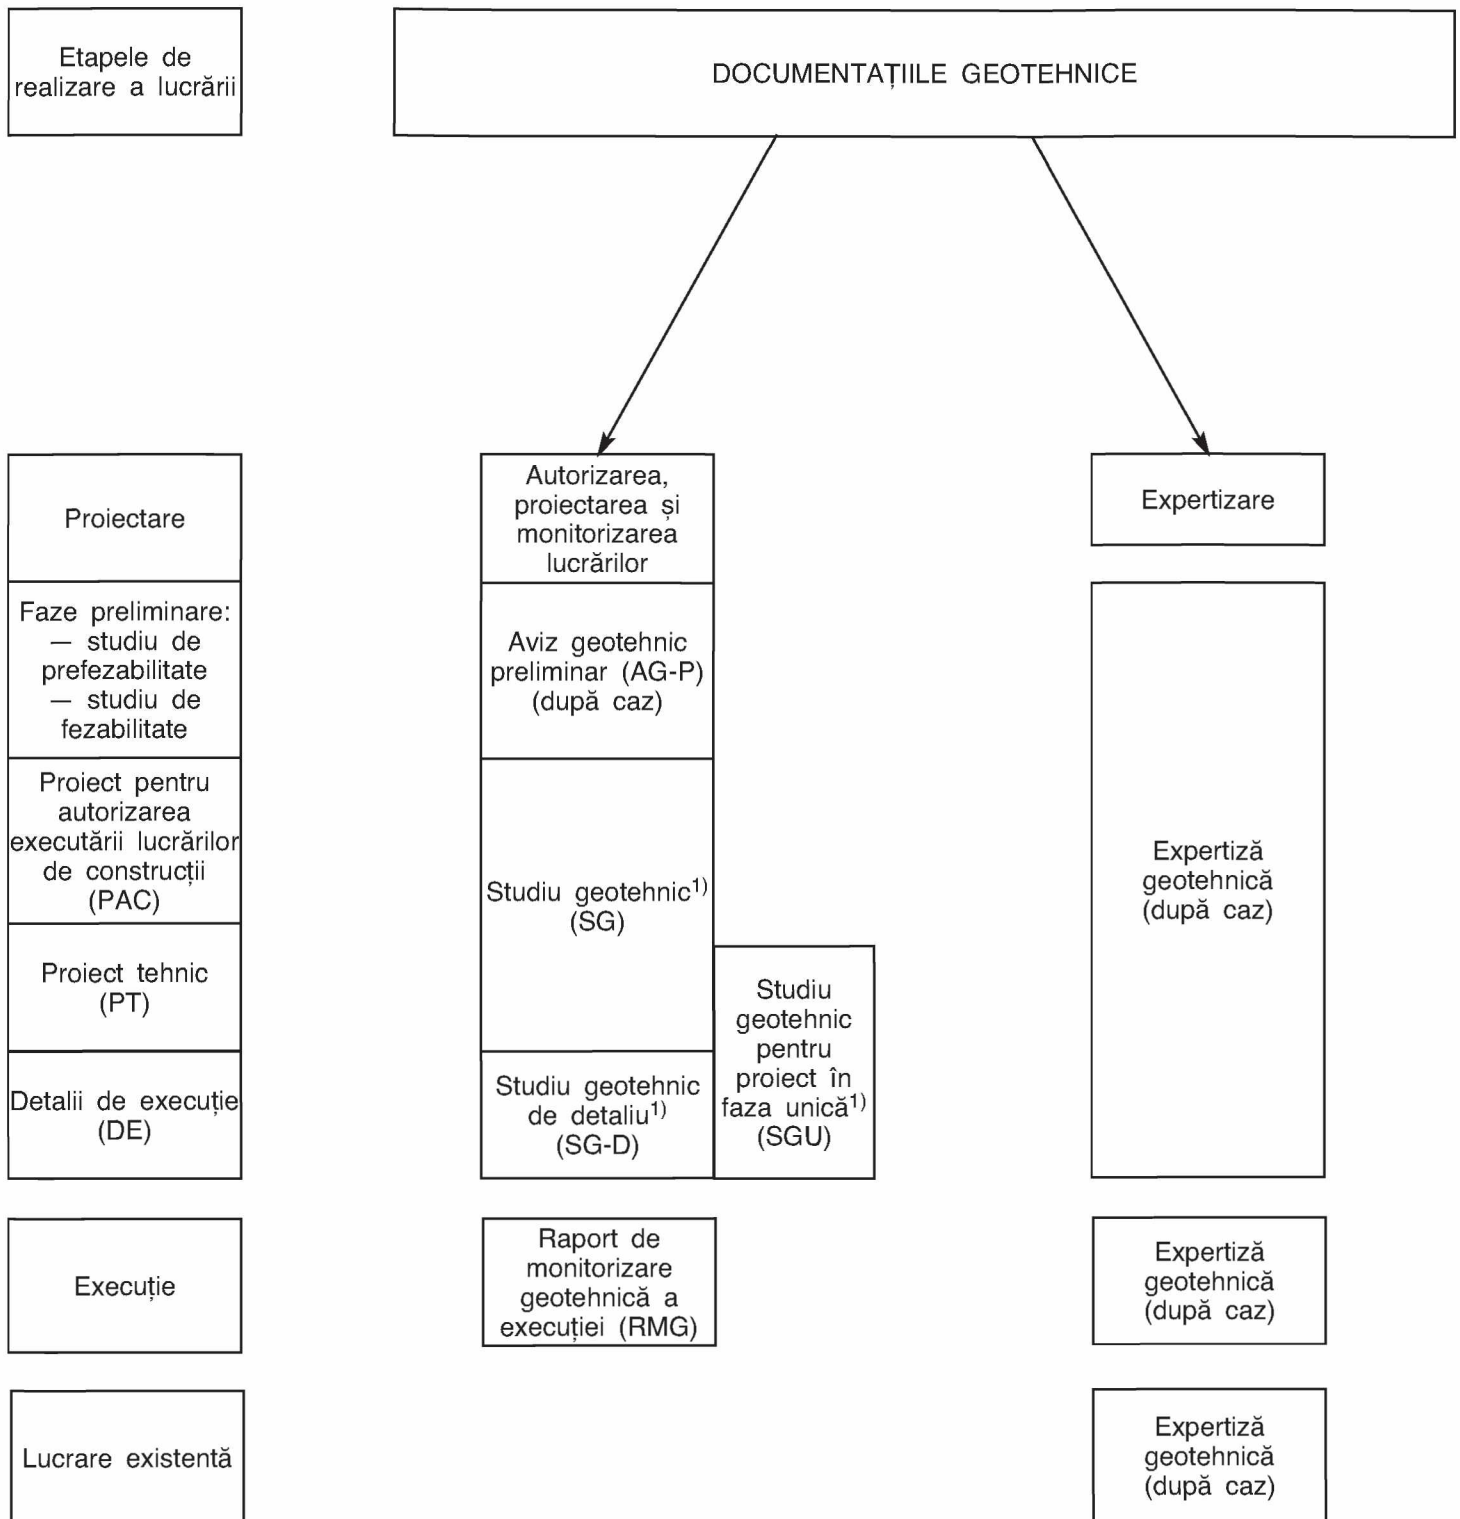 Etapele de
realizare a lucrării
DOCUMENTAȚIILE GEOTEHNICE
Proiectare
Autorizarea,
proiectarea și
monitorizarea
lucrărilor
Expertizare
Faze preliminare:
— studiu de
prefezabilitate
— studiu de
fezabilitate
Aviz geotehnic
preliminar (AG-P)
(după caz)
Proiect pentru
autorizarea
executării lucrărilor
de construcții
(PAC)
Studiu geotehnic1)
(SG)
Expertiză
geotehnică
(după caz)
Proiect tehnic
(PT)
Studiu
geotehnic
pentru
proiect în
faza unică1)
(SGU)
Detalii de execuție
(DE)
Studiu geotehnic
de detaliu1)
(SG-D)
Execuție
Raport de
monitorizare
geotehnică a
execuției (RMG)
Expertiză
geotehnică
(după caz)
Lucrare existentă
Expertiză
geotehnică
(după caz)